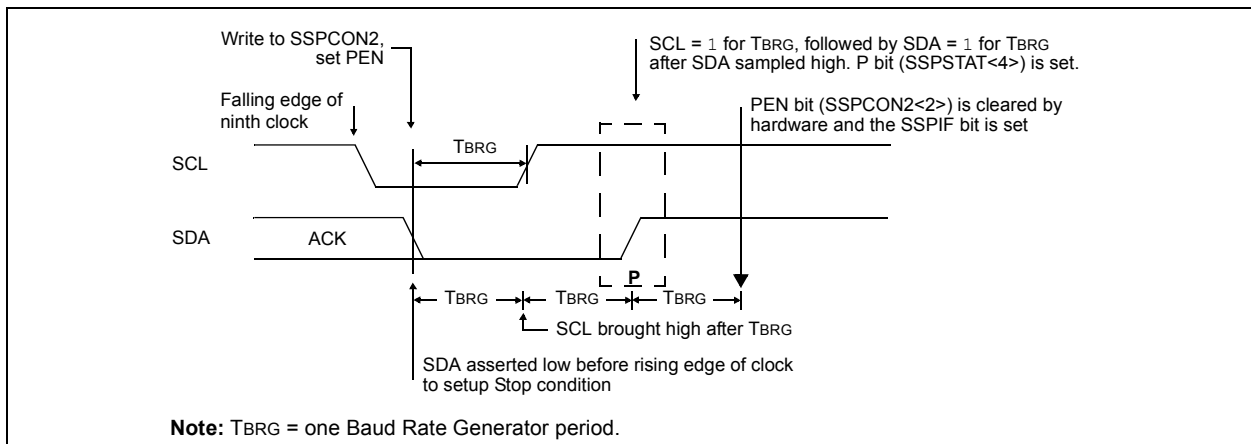 Write to SSPCON2,
set PEN
SCL = 1 for TBRG, followed by SDA = 1 for TBRG
after SDA sampled high. P bit (SSPSTAT<4>) is set.
Falling edge of
ninth clock
PEN bit (SSPCON2<2>) is cleared by
hardware and the SSPIF bit is set
TBRG
SCL
SDA
ACK
P
TBRG
TBRG
TBRG
SCL brought high after TBRG
SDA asserted low before rising edge of clock
to setup Stop condition
Note: TBRG = one Baud Rate Generator period.